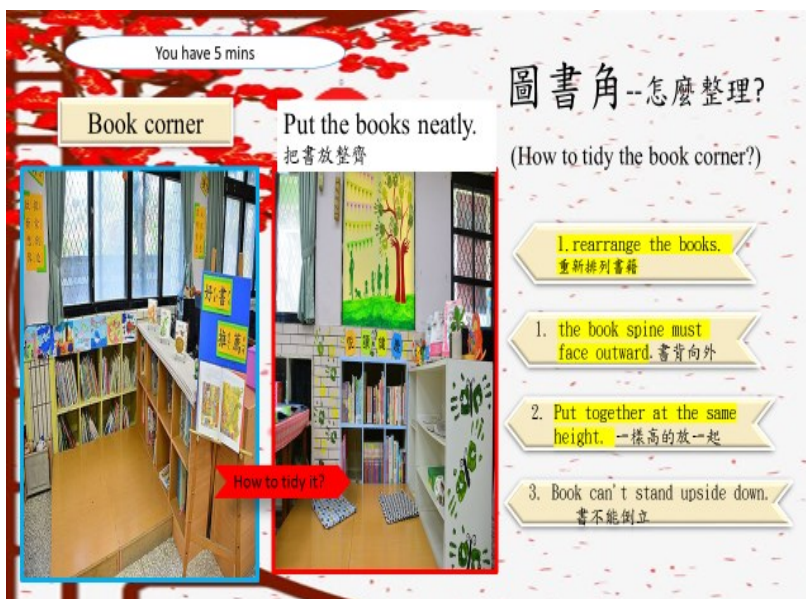 You have 5 mins
Book corner
Put the books neatly.
把書放整齊
圖書角--怎麼整理?
(How to tidy the book corner?)
1.rearrange the books.
重新排列書籍
1. the book spine must
face outward.書背向外
2. Put together at the same
height. 一樣高的放一起
3. Book can't stand upside down.
書不能倒立
How to tidy it?
好書
推薦